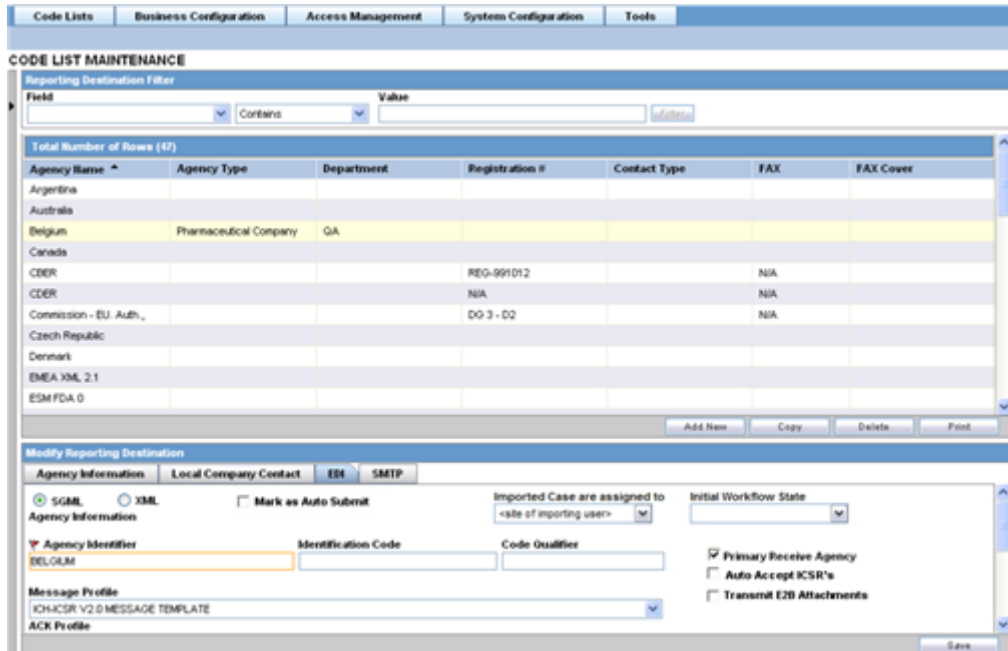 Code Lists Business Configuration Access Management System Configuration Tools
CODE LIST MAINTENANCE
Reporting Destination Filter
Field Value
Contains Filter
Total Number of Rows (47)
Agency Name Agency Type Department Registration # Contact Type FAX FAX Cover
Argentina
Australia
Belgium Pharmaceutical Company QA
Canada
CBER REG-991012 N/A
CDER N/A N/A
Commission - EU. Auth., DG 3 - D2 N/A
Czech Republic
Denmark
EMEA XML 2.1
ESM FDA 0
Add New Copy Delete Print
Modify Reporting Destination
Agency Information Local Company Contact EDI SMTP
SGML XML Mark as Auto Submit Imported Case are assigned to Initial Workflow State
Agency Information <site of importing user>
Agency Identifier Identification Code Code Qualifier
BELGIUM Primary Receive Agency
Auto Accept ICSR's
Message Profile Transmit E2B Attachments
ICH-ICSR V2.0 MESSAGE TEMPLATE
ACK Profile
Save